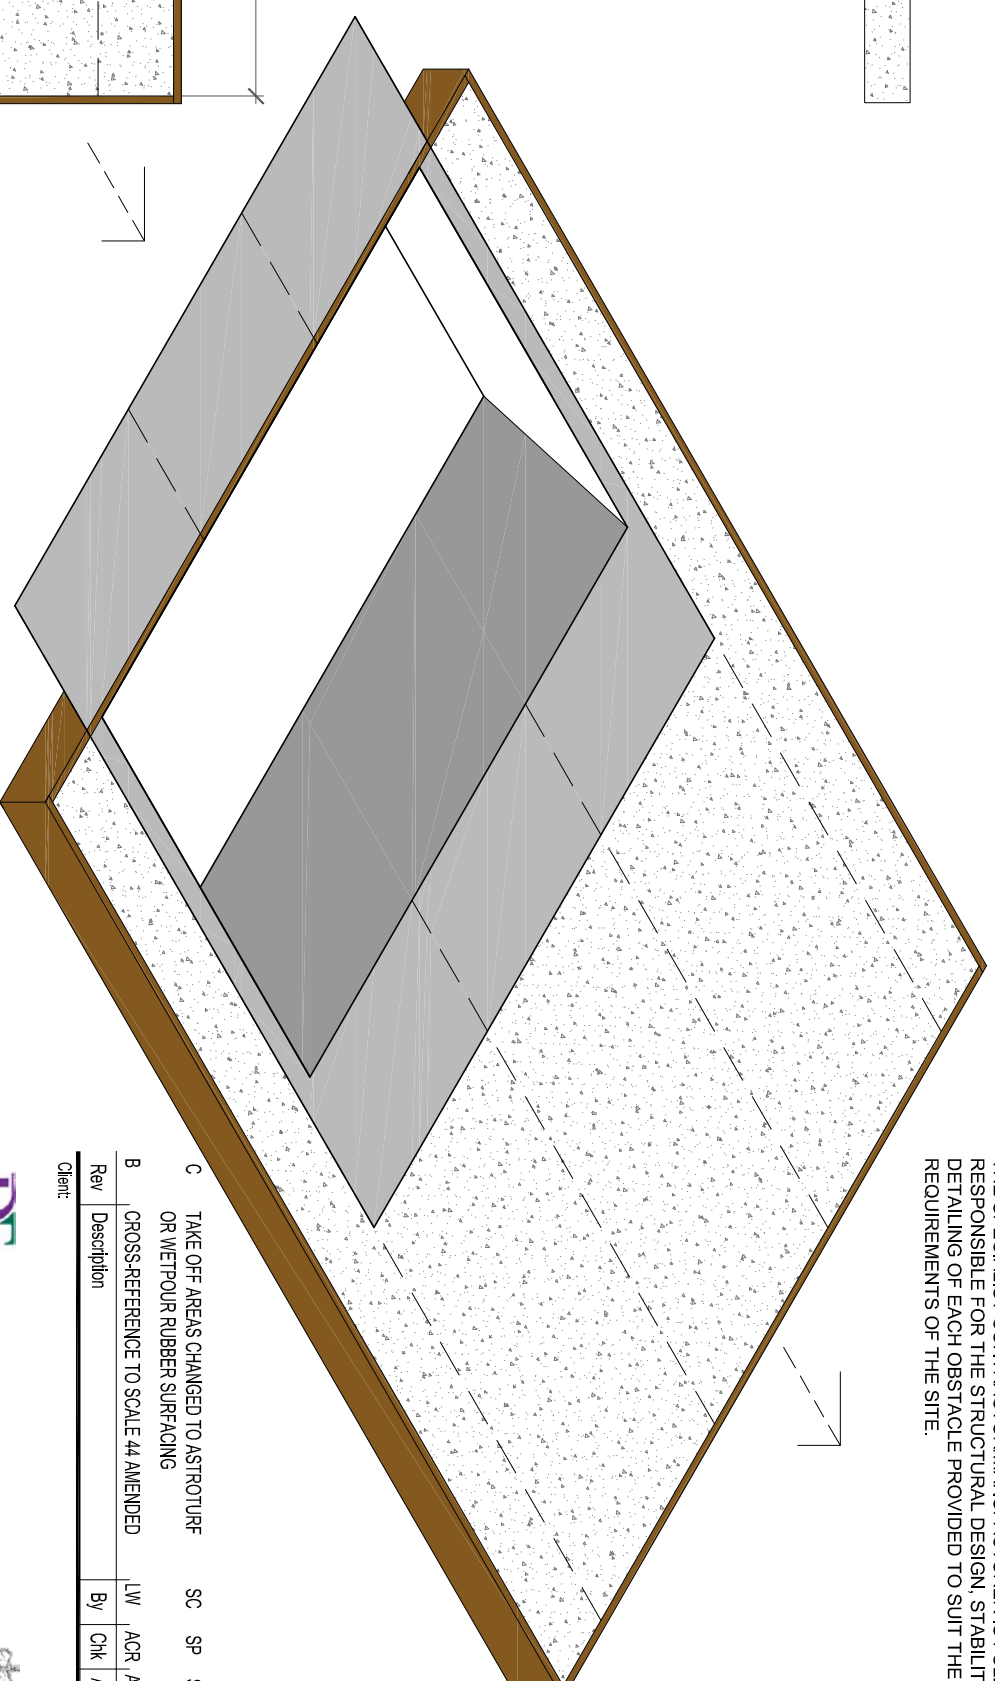 RESPONSIBLE FOR THE STRUCTURAL DESIGN, STABILIT
DETAILING OF EACH OBSTACLE PROVIDED TO SUIT THE
REQUIREMENTS OF THE SITE.
C TAKE OFF AREAS CHANGED TO ASTROTURF SC SP
OR WETPOUR RUBBER SURFACING
B CROSS-REFERENCE TO SCALE 44 AMENDED LW ACR A
Rev Description By Chk
Client: